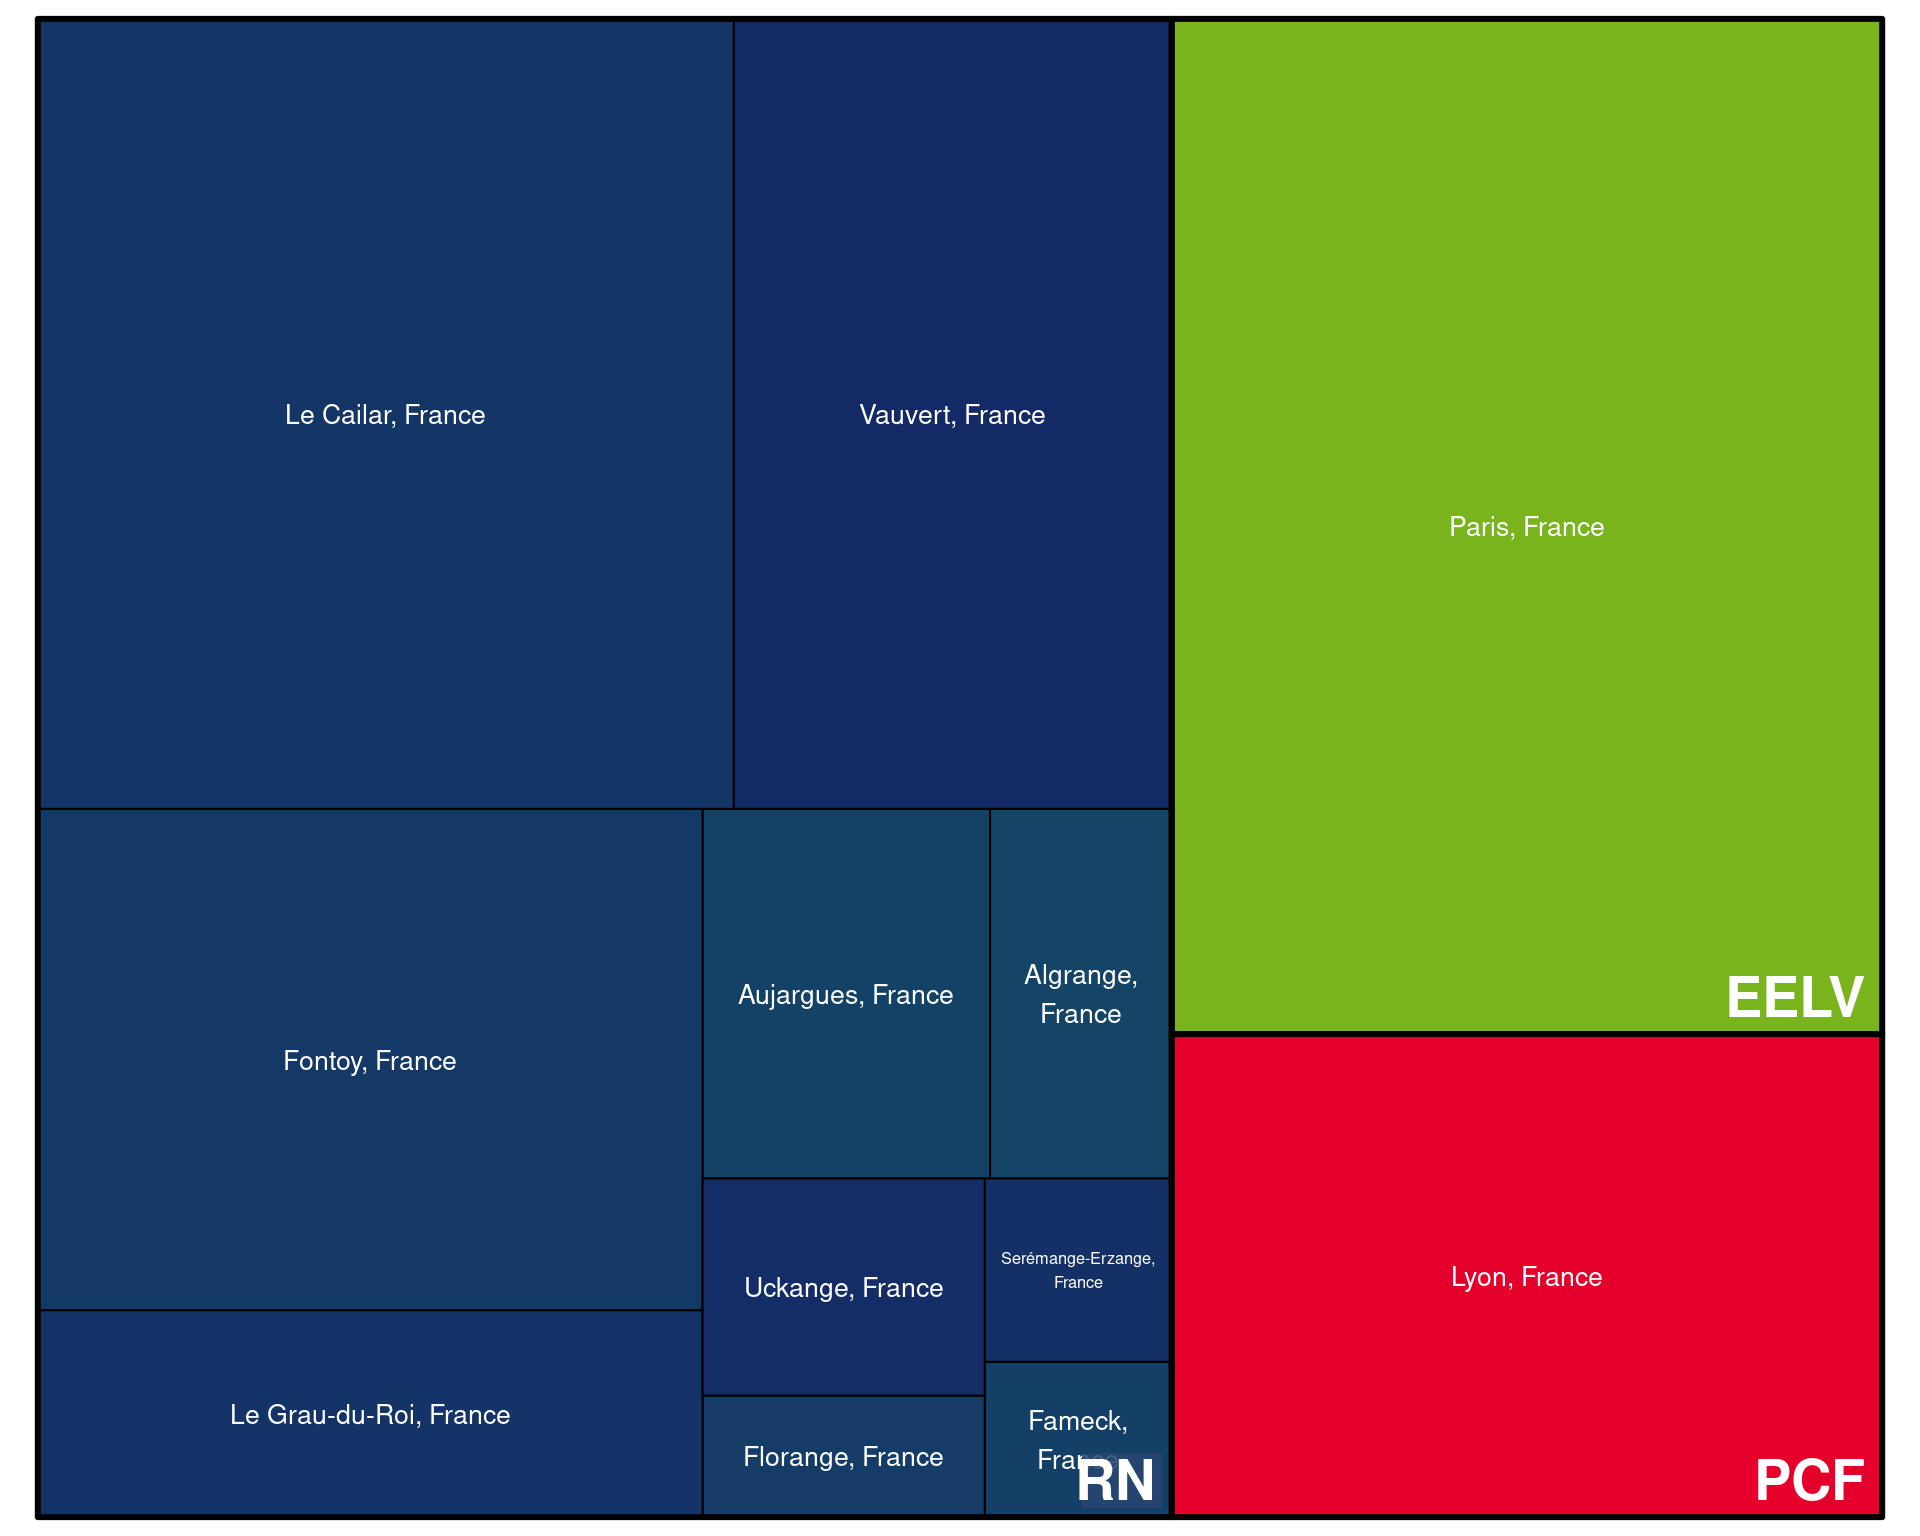 Le Cailar, France
Vauvert, France
Paris, France
Fontoy, France
Aujargues, France
Algrange,
France
EELV
Uckange, France
Serémange-Erzange,
France
Lyon, France
Le Grau-du-Roi, France
Florange, France
Fameck,
France
RN
PCF